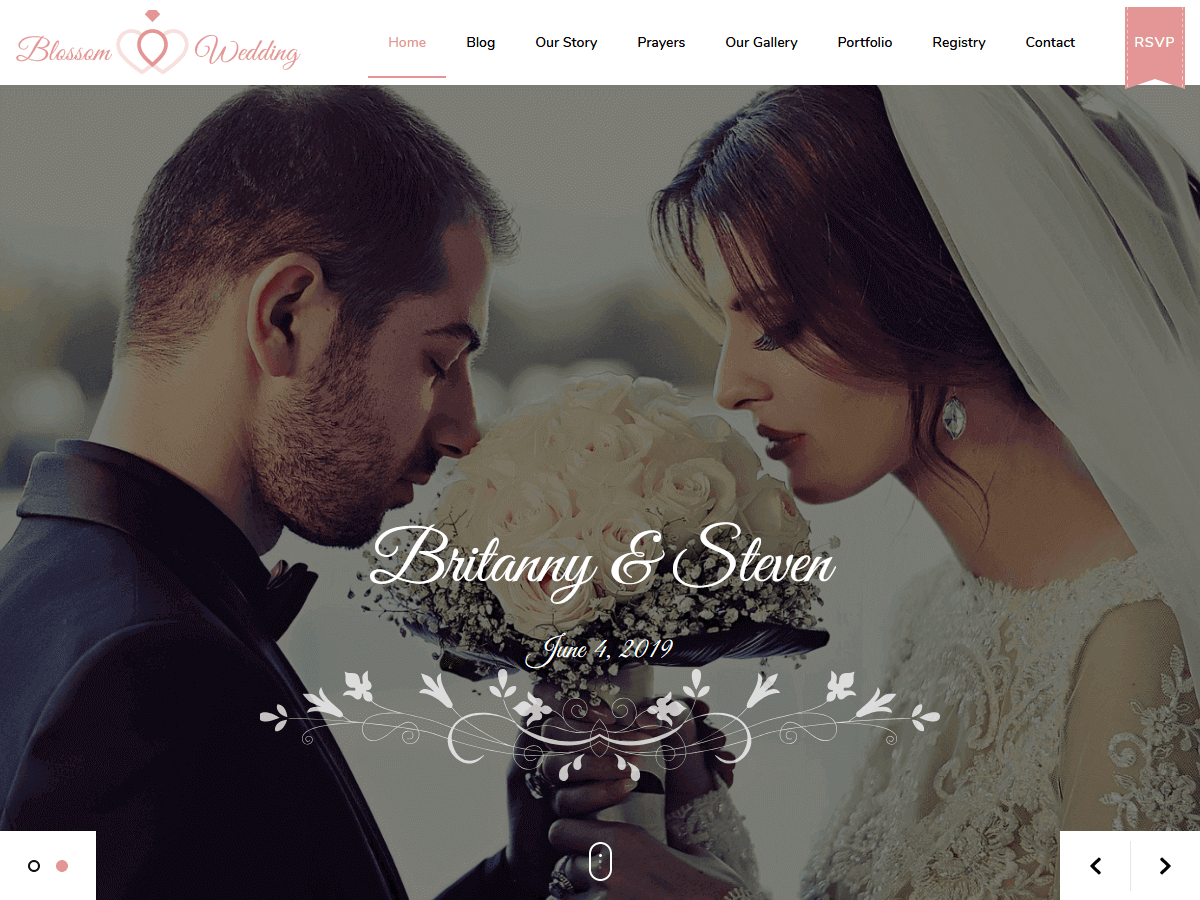 Blossom Wedding
Home
Blog
Our Story
Prayers
Our Gallery
Portfolio
Registry
Contact
RSVP
Britanny & Steven
June 4, 2019